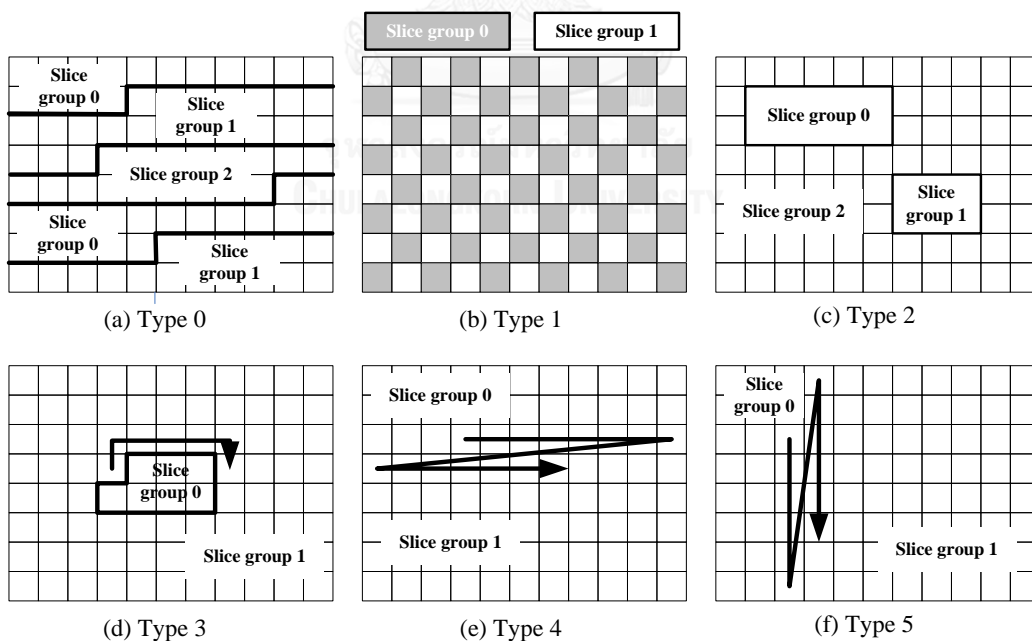 Slice group 0
Slice group 1
Slice
group 0
Slice
group 1
Slice group 2
Slice
group 0
Slice
group 1
CHULALONGKORN UNIVERSITY
Slice group 0
Slice group 2
Slice
group 1
(a) Type 0
(b) Type 1
(c) Type 2
Slice
group 0
Slice group 1
Slice group 0
Slice group 1
Slice
group 0
Slice group 1
(d) Type 3
(e) Type 4
(f) Type 5